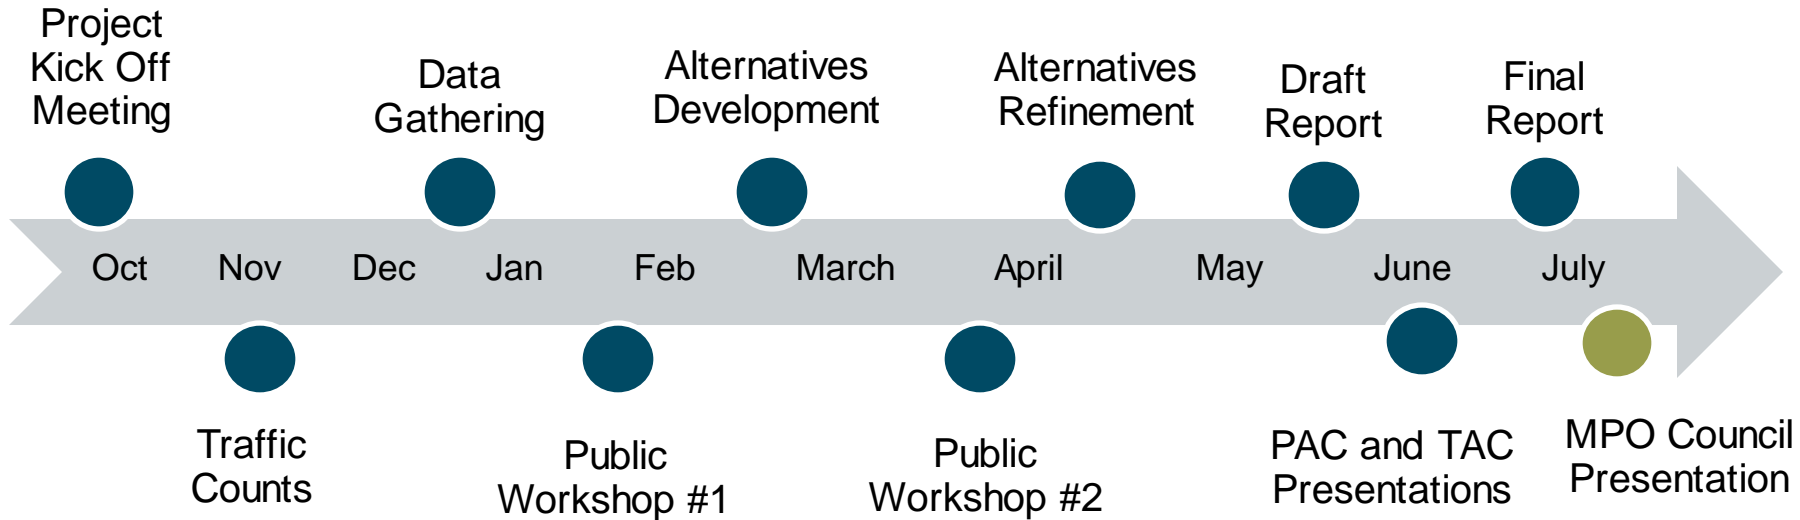 Project
Kick Off
Meeting
Data
Gathering
Alternatives
Development
Alternatives
Refinement
Draft
Report
Final
Report
Oct Nov Dec Jan Feb March April May June July
Traffic
Counts
Public
Workshop #1
Public
Workshop #2
PAC and TAC
Presentations
MPO Council
Presentation